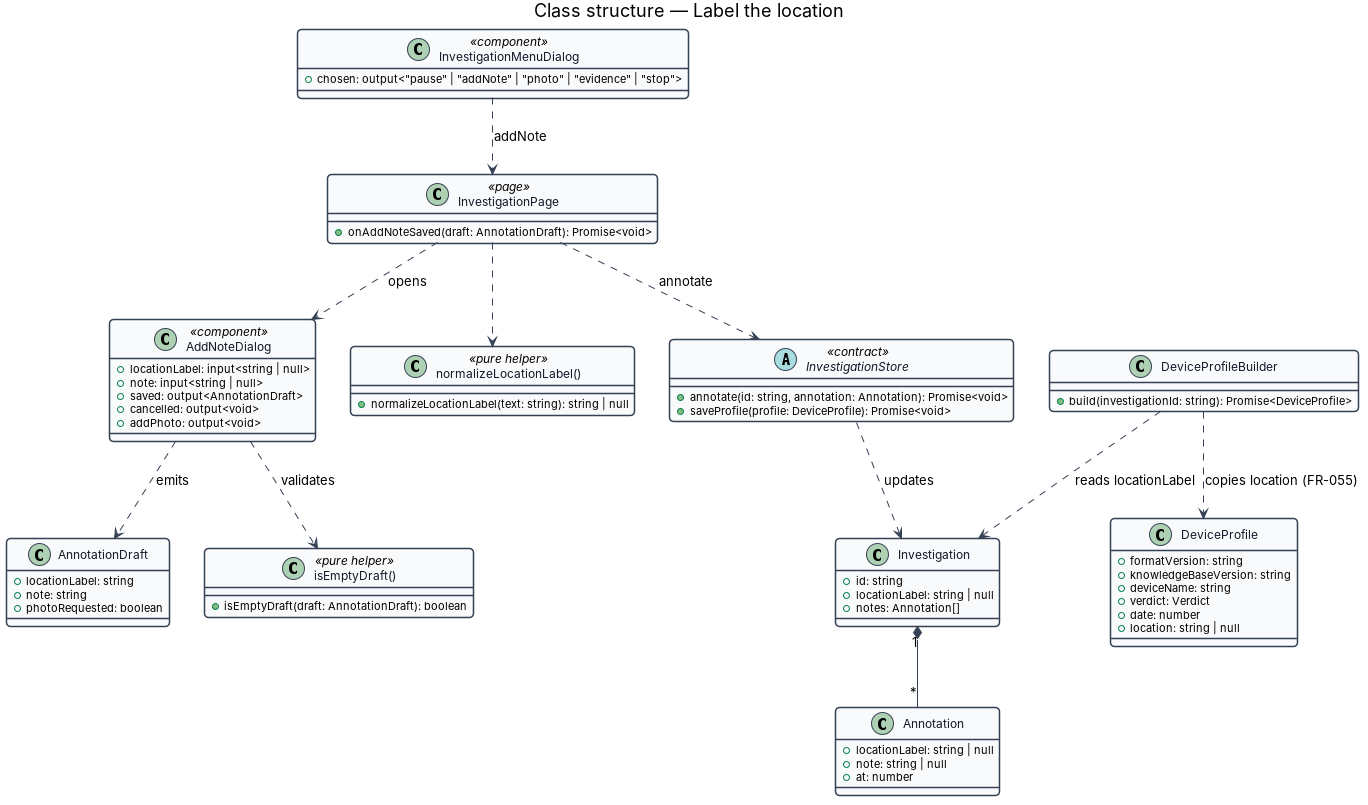 Class structure — Label the location
«component»
C InvestigationMenuDialog
chosen: output<"pause" | "addNote" | "photo" | "evidence" | "stop">
addNote
«page»
C InvestigationPage
onAddNoteSaved(draft: AnnotationDraft): Promise<void>
opens
annotate
«component»
C AddNoteDialog
locationLabel: input<string | null>
note: input<string | null>
saved: output<AnnotationDraft>
cancelled: output<void>
addPhoto: output<void>
«pure helper»
C normalizeLocationLabel()
normalizeLocationLabel(text: string): string | null
«contract»
A InvestigationStore
annotate(id: string, annotation: Annotation): Promise<void>
saveProfile(profile: DeviceProfile): Promise<void>
C DeviceProfileBuilder
build(investigationId: string): Promise<DeviceProfile>
emits
validates
updates
reads locationLabel
copies location (FR-055)
C AnnotationDraft
locationLabel: string
note: string
photoRequested: boolean
«pure helper»
C isEmptyDraft()
isEmptyDraft(draft: AnnotationDraft): boolean
C Investigation
id: string
locationLabel: string | null
notes: Annotation[]
C DeviceProfile
formatVersion: string
knowledgeBaseVersion: string
deviceName: string
verdict: Verdict
date: number
location: string | null
1
*
C Annotation
locationLabel: string | null
note: string | null
at: number